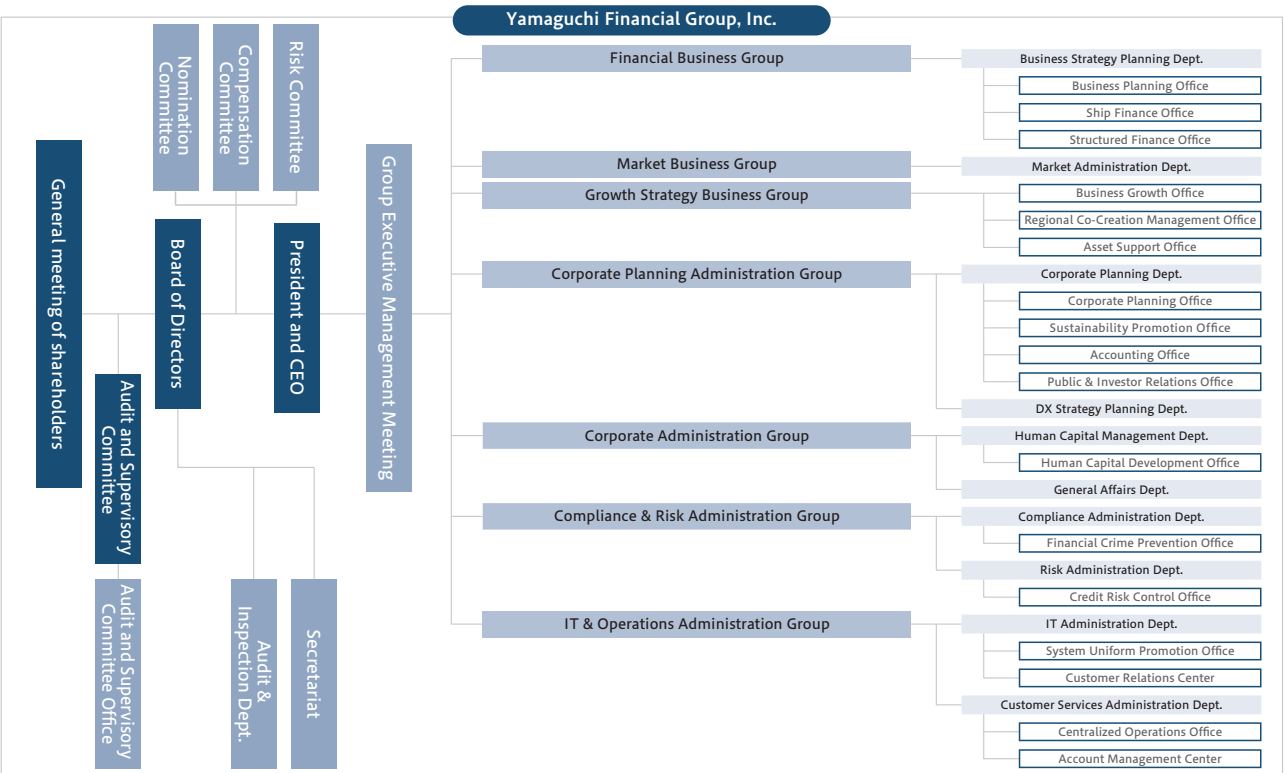 Yamaguchi Financial Group, Inc.
General meeting of shareholders
Audit and Supervisory
Committee
Audit and Supervisory
Committee Office
Nomination
Committee
Compensation
Committee
Risk Committee
Board of Directors
President and CEO
Audit &
Inspection Dept.
Secretariat
Group Executive Management Meeting
Financial Business Group
Business Strategy Planning Dept.
Business Planning Office
Ship Finance Office
Structured Finance Office
Market Business Group
Market Administration Dept.
Growth Strategy Business Group
Business Growth Office
Regional Co-Creation Management Office
Asset Support Office
Corporate Planning Administration Group
Corporate Planning Dept.
Corporate Planning Office
Sustainability Promotion Office
Accounting Office
Public & Investor Relations Office
DX Strategy Planning Dept.
Corporate Administration Group
Human Capital Management Dept.
Human Capital Development Office
General Affairs Dept.
Compliance & Risk Administration Group
Compliance Administration Dept.
Financial Crime Prevention Office
Risk Administration Dept.
Credit Risk Control Office
IT & Operations Administration Group
IT Administration Dept.
System Uniform Promotion Office
Customer Relations Center
Customer Services Administration Dept.
Centralized Operations Office
Account Management Center